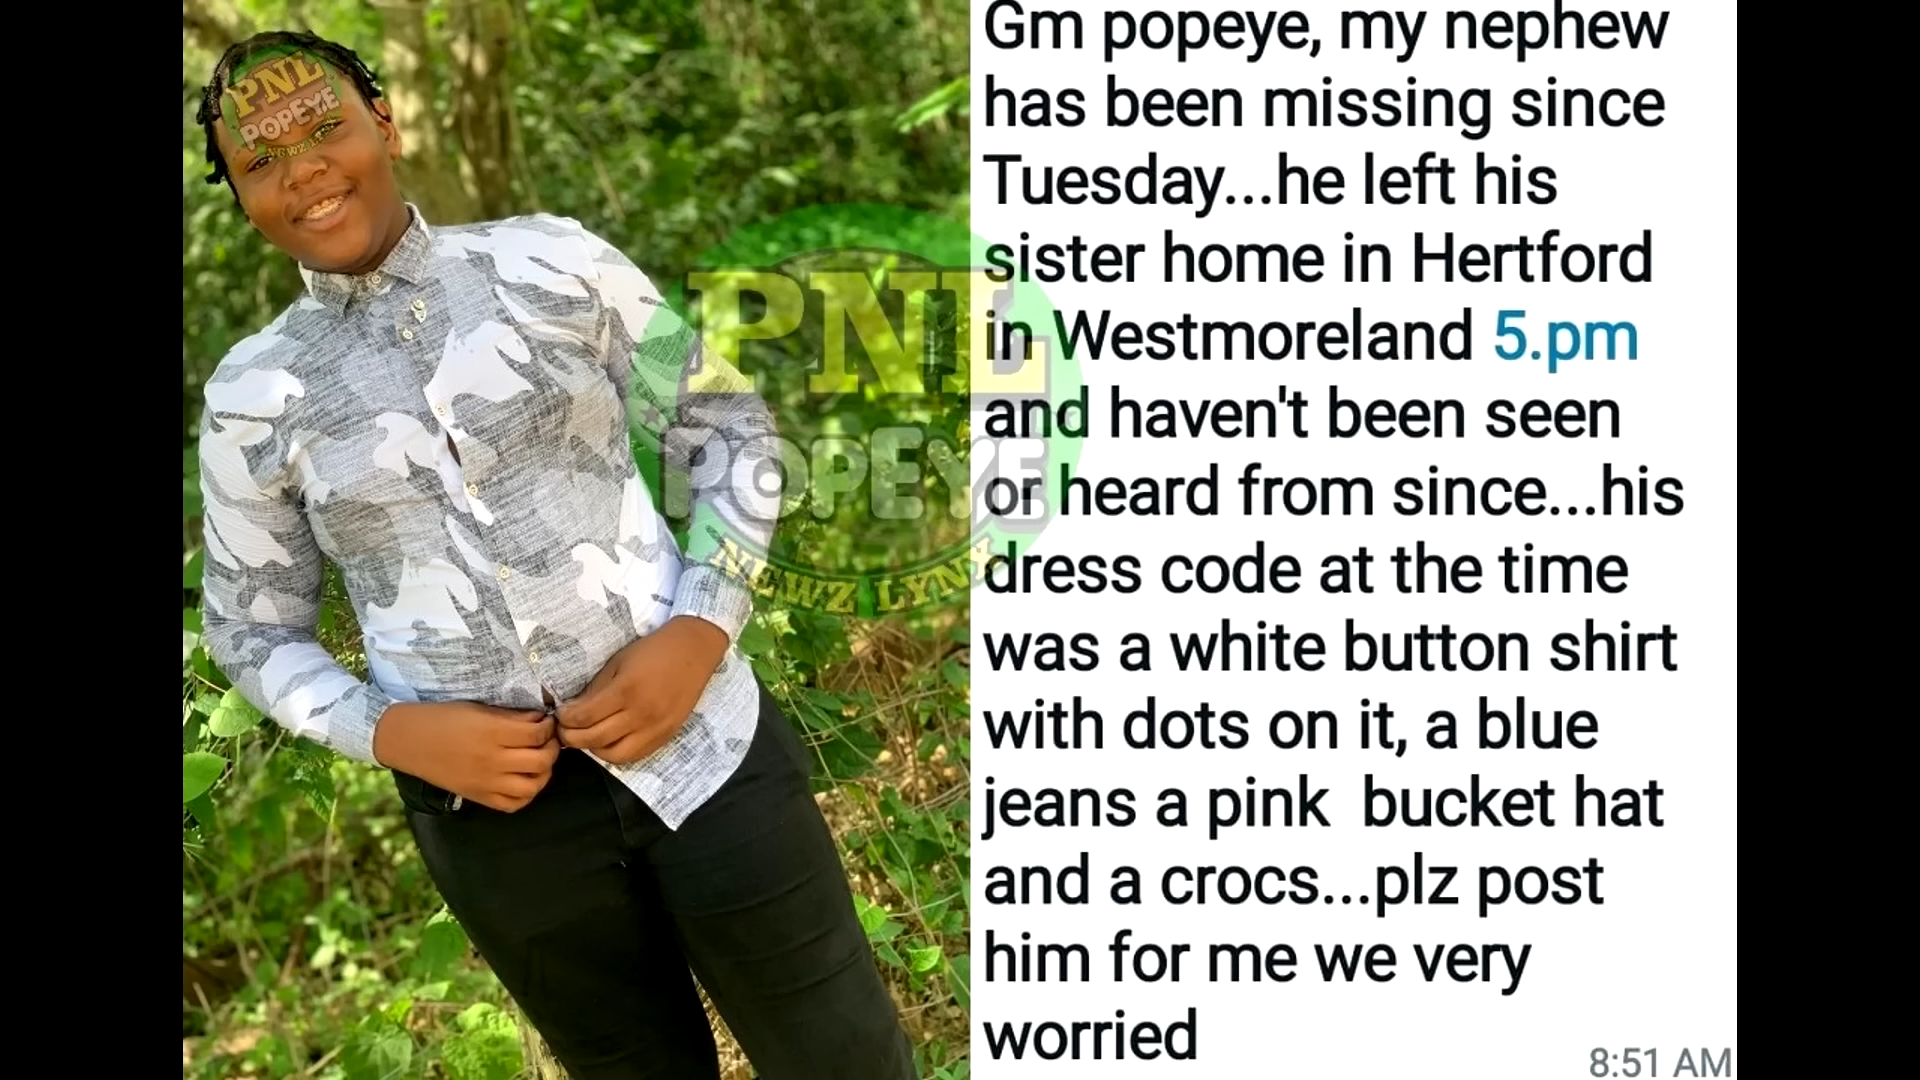 PNL
POPEYE
PNL
POPEYE
NEWZ LYNX
Gm popeye, my nephew
has been missing since
Tuesday...he left his
sister home in Hertford
in Westmoreland 5.pm
and haven't been seen
or heard from since...his
dress code at the time
was a white button shirt
with dots on it, a blue
jeans a pink  bucket hat
and a crocs...plz post
him for me we very
worried
8:51 AM